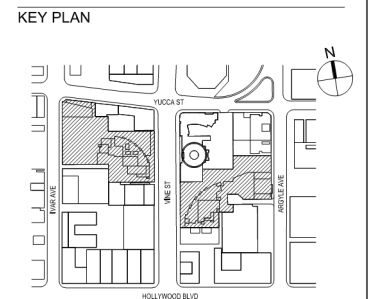 KEY PLAN
N
YUCCA ST
IVAR AVE
VINE ST
ARGYLE AVE
HOLLYWOOD BLVD